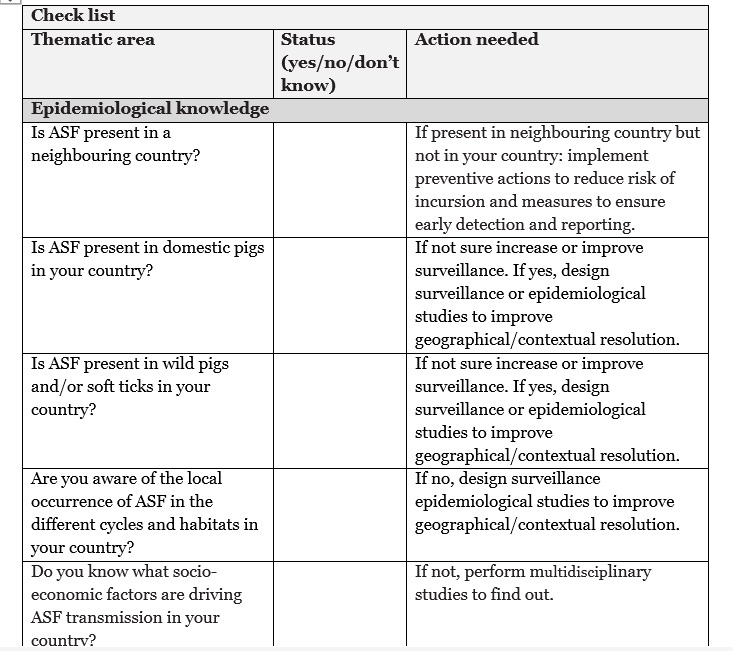 Check list
Thematic area
Status
(yes/no/don't
know)
Action needed
Epidemiological knowledge
Is ASF present in a
neighbouring country?
If present in neighbouring country but
not in your country: implement
preventive actions to reduce risk of
incursion and measures to ensure
early detection and reporting.
Is ASF present in domestic pigs
in your country?
If not sure increase or improve
surveillance. If yes, design
surveillance or epidemiological
studies to improve
geographical/contextual resolution.
Is ASF present in wild pigs
and/or soft ticks in your
country?
If not sure increase or improve
surveillance. If yes, design
surveillance or epidemiological
studies to improve
geographical/contextual resolution.
Are you aware of the local
occurrence of ASF in the
different cycles and habitats in
your country?
If no, design surveillance
epidemiological studies to improve
geographical/contextual resolution.
Do you know what socio-
economic factors are driving
ASF transmission in your
country?
If not, perform multidisciplinary
studies to find out.